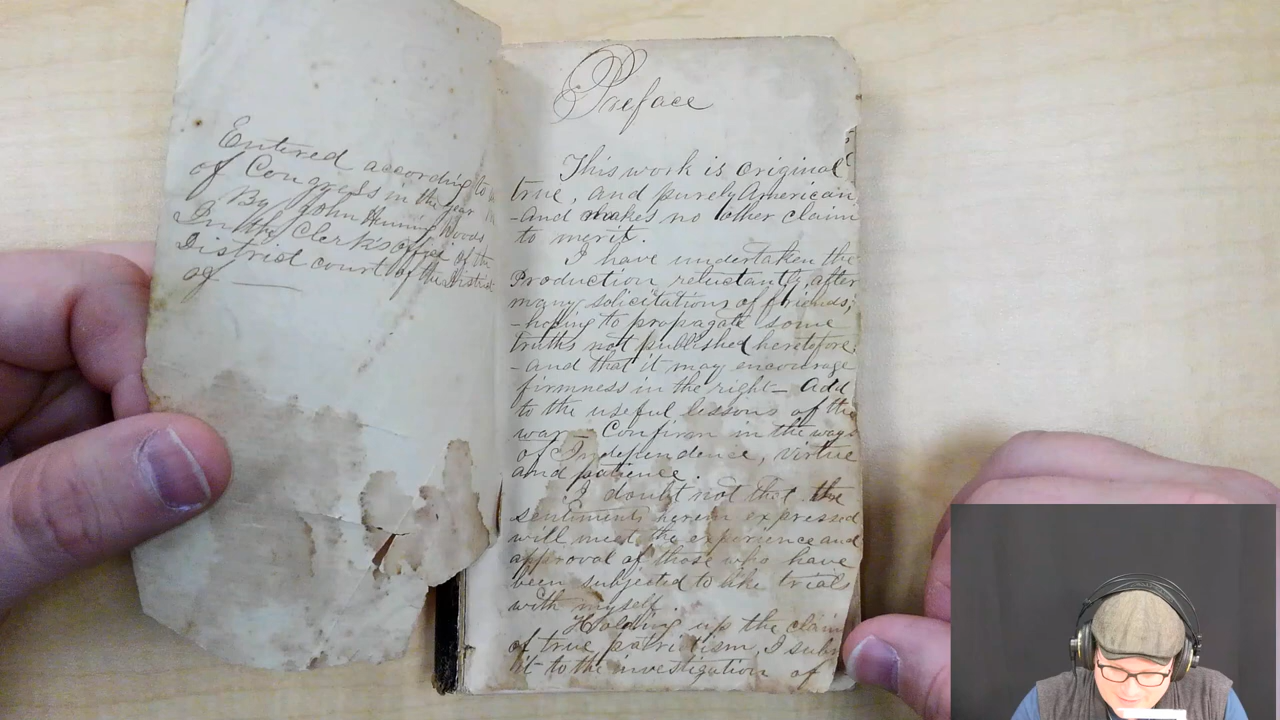 Entered according to
of Congress in the year
By John Henning Woods
In the Clerk's office of the
District court of the District
of
Preface
This work is original
true, and purely American
-and makes no other claim
to merit.
I have undertaken the
Production reluctantly, after
many solicitations of friends;
-hoping to propagate some
truths not published heretofore:
-and that it may encourage
firmness in the right- Add
to the useful lessons of the
war- Confirm in the ways
of Independence, virtue
and patience.
I doubt not that the
sentiments herein expressed
will meet the experience and
approval of those who have
been subjected to like trials
with myself.
Holding up the claim
of true patriotism, I
it to the investigation of